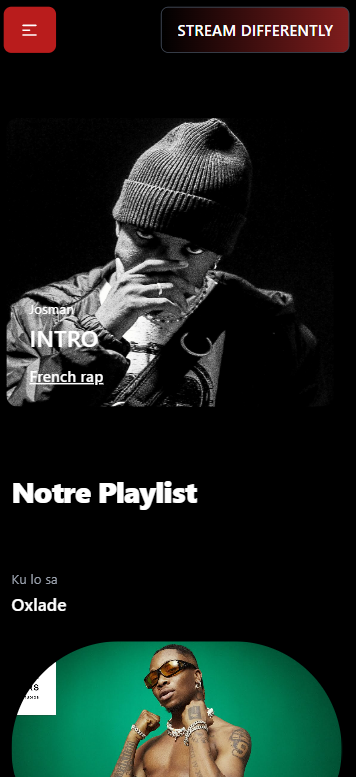 STREAM DIFFERENTLY
Josman
INTRO
French rap
Notre Playlist
Ku lo sa
Oxlade